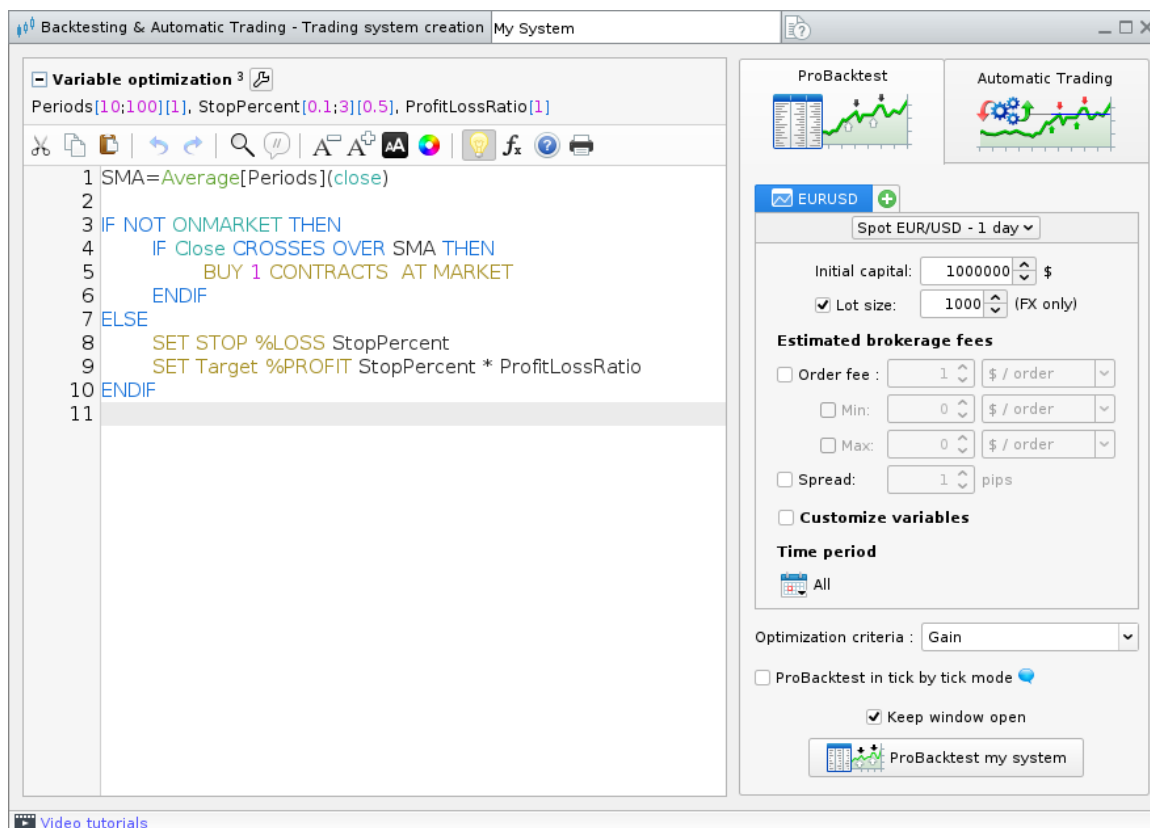 Backtesting & Automatic Trading - Trading system creation My System
Variable optimization 3
Periods[10;100][1], StopPercent[0.1;3][0.5], ProfitLossRatio[1]
1 SMA=Average[Periods](close)
2
3 IF NOT ONMARKET THEN
4 IF Close CROSSES OVER SMA THEN
5 BUY 1 CONTRACTS AT MARKET
6 ENDIF
7 ELSE
8 SET STOP %LOSS StopPercent
9 SET Target %PROFIT StopPercent * ProfitLossRatio
10 ENDIF
11
ProBacktest
Automatic Trading
EURUSD
Spot EUR/USD - 1 day
Initial capital: 1000000 $
Lot size: 1000 (FX only)
Estimated brokerage fees
Order fee : 1 $ / order
Min: 0 $ / order
Max: 0 $ / order
Spread: 1 pips
Customize variables
Time period
All
Optimization criteria : Gain
ProBacktest in tick by tick mode
Keep window open
ProBacktest my system
Video tutorials